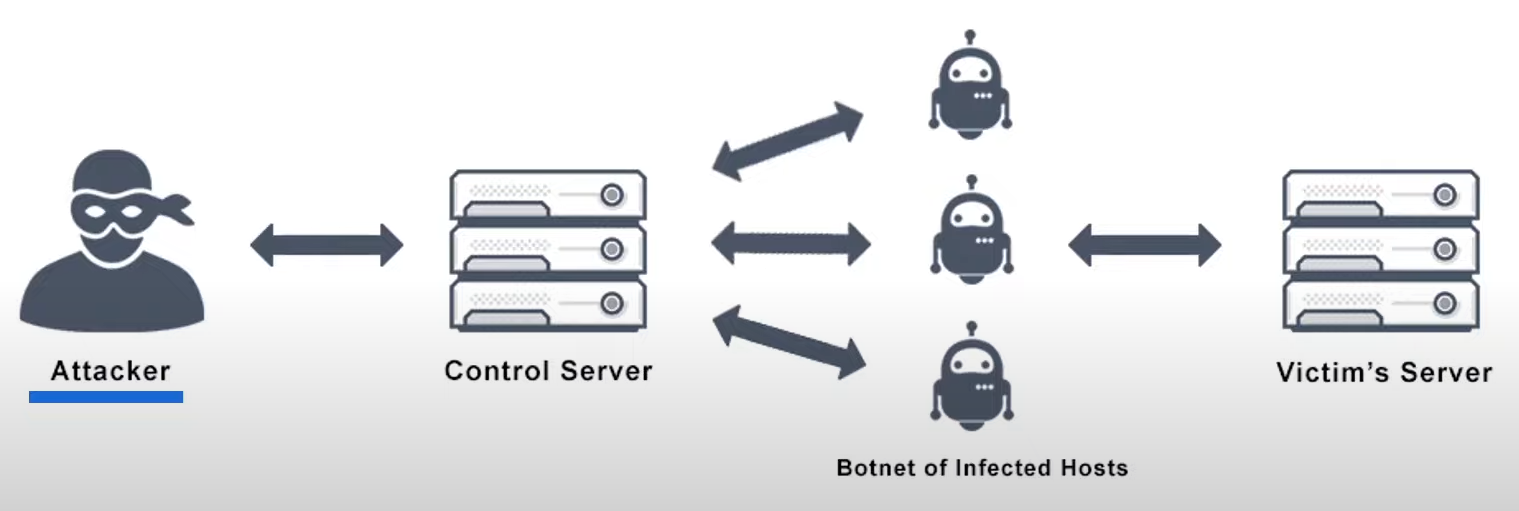 Attacker
Control Server
Botnet of Infected Hosts
Victim's Server